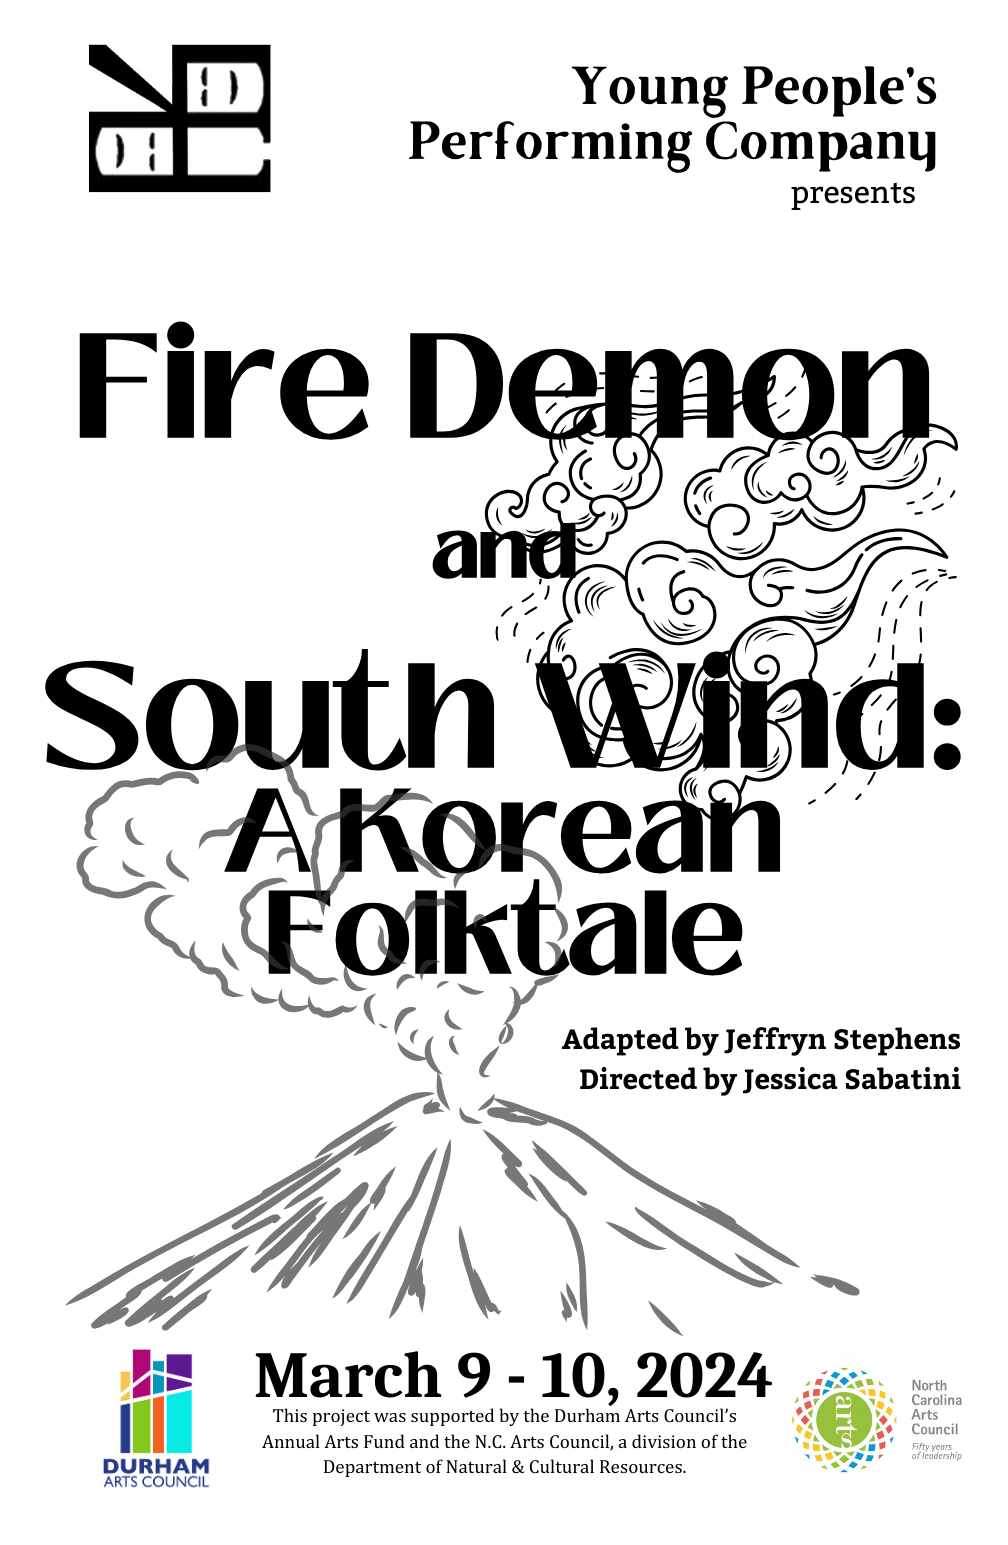 Young People's
Performing Company
presents
Fire Demon
and
South Wind:
A Korean
Folktale
Adapted by Jeffryn Stephens
Directed by Jessica Sabatini
March 9 - 10, 2024
This project was supported by the Durham Arts Council's
Annual Arts Fund and the N.C. Arts Council, a division of the
Department of Natural & Cultural Resources.
DURHAM
ARTS COUNCIL
arts
North
Carolina
Arts
Council
Fifty years
of leadership